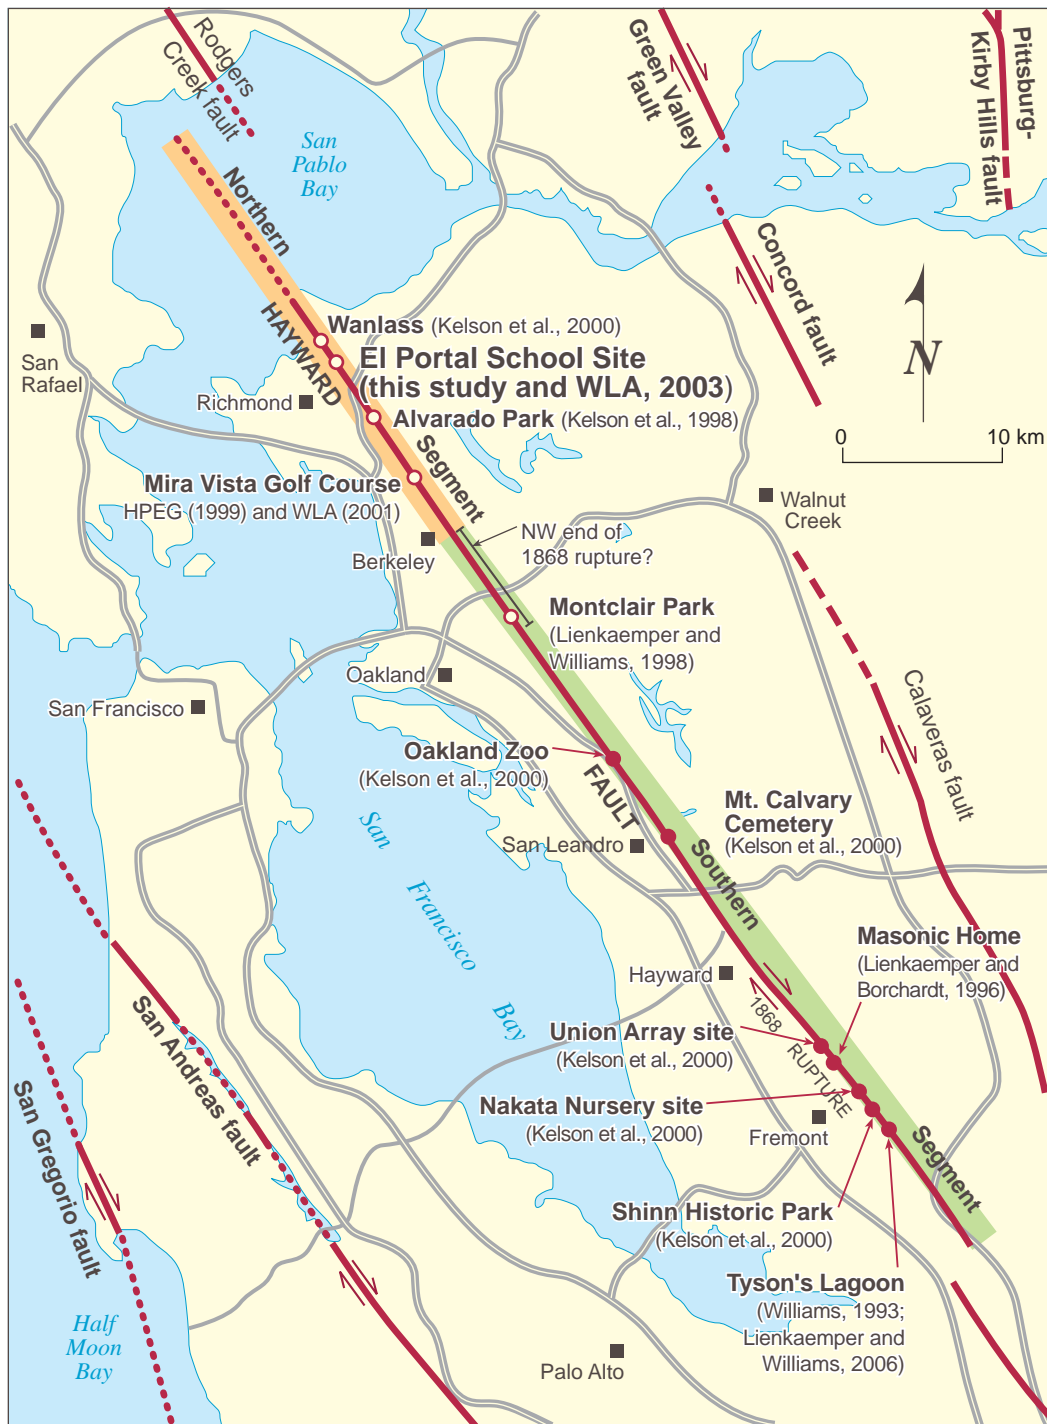 Rodgers
Creek fault
San
Pablo
Bay
Green Valley
fault
Pittsburg-
Kirby Hills fault
Northern
HAYWARD
Segment
Concord fault
N
0 10 km
Wanlass (Kelson et al., 2000)
El Portal School Site
(this study and WLA, 2003)
San
Rafael
Richmond
Alvarado Park (Kelson et al., 1998)
Mira Vista Golf Course
HPEG (1999) and WLA (2001)
Walnut
Creek
Berkeley
NW end of
1868 rupture?
Montclair Park
(Lienkaemper and
Williams, 1998)
Oakland
San Francisco
Calaveras fault
Oakland Zoo
(Kelson et al., 2000)
FAULT
San
Francisco
Bay
Mt. Calvary
Cemetery
(Kelson et al., 2000)
San Leandro
Southern
Segment
Masonic Home
(Lienkaemper and
Borchardt, 1996)
Hayward
1868
RUPTURE
Union Array site
(Kelson et al., 2000)
Nakata Nursery site
(Kelson et al., 2000)
Fremont
San Andreas fault
San Gregorio fault
Shinn Historic Park
(Kelson et al., 2000)
Tyson's Lagoon
(Williams, 1993;
Lienkaemper and
Williams, 2006)
Half
Moon
Bay
Palo Alto